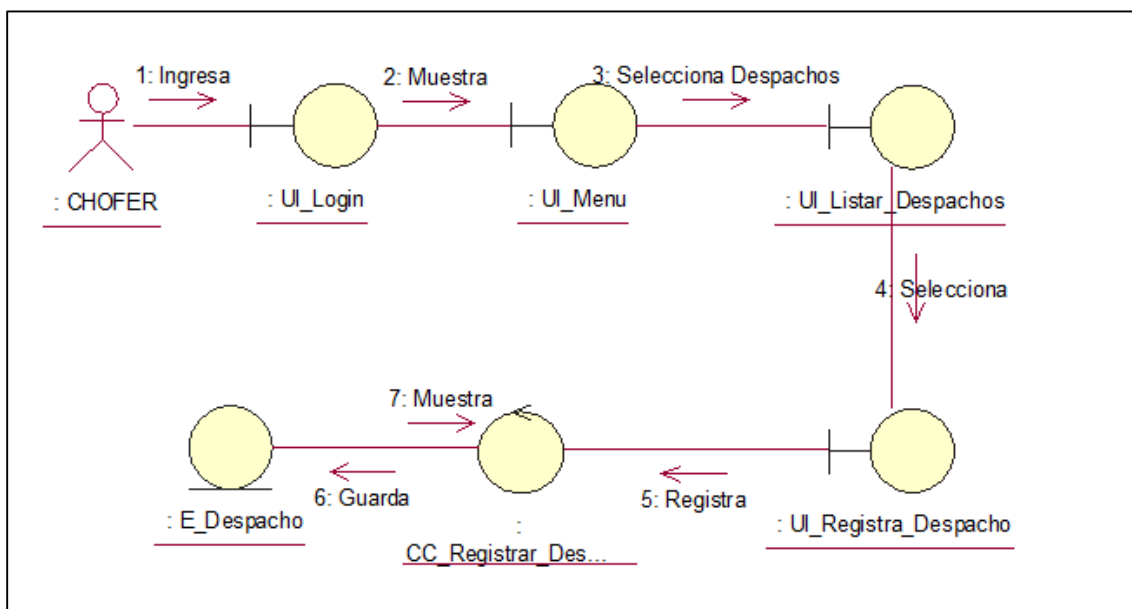 1: Ingresa
2: Muestra
3: Selecciona Despachos
: CHOFER
: UI_Login
: UI_Menu
: UI_Listar_Despachos
4: Selecciona
7: Muestra
6: Guarda
5: Registra
: E_Despacho
:
CC_Registrar_Des...
: UI_Registra_Despacho